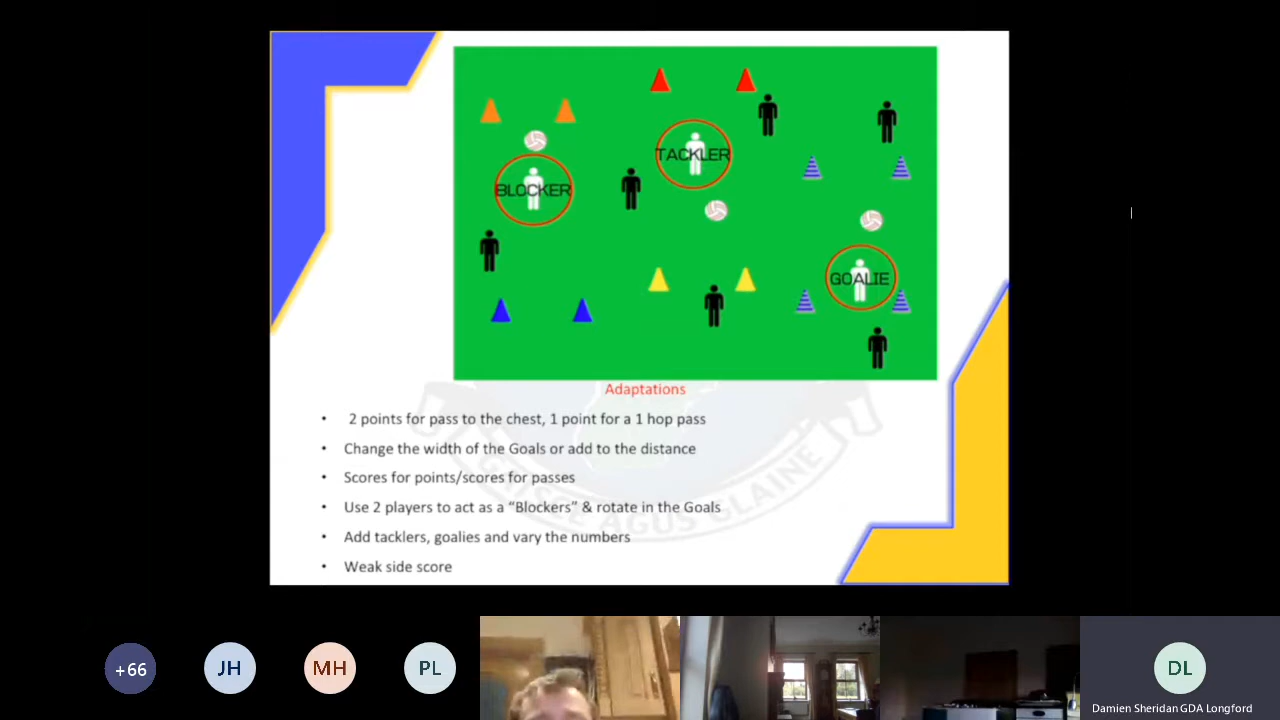 TACKLER
BLOCKER
GOALIE
Adaptations
• 2 points for pass to the chest, 1 point for a 1 hop pass
• Change the width of the Goals or add to the distance
• Scores for points/scores for passes
• Use 2 players to act as a “Blockers” & rotate in the Goals
• Add tacklers, goalies and vary the numbers
• Weak side score
AGUS GLAINE
+66
JH
MH
PL
DL
Damien Sheridan GDA Longford